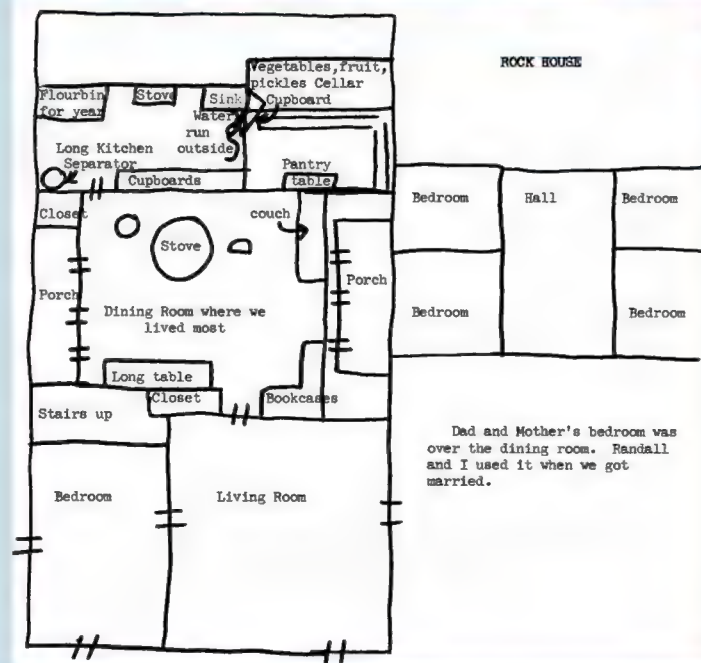 ROCK HOUSE
Vegetables,fruit,
pickles Cellar
Cupboard
Flourbin
for year
Stove
Sink
Water
run
outside
Long Kitchen
Separator
Cupboards
Pantry
table
Closet
couch
Stove
Porch
Porch
Dining Room where we
lived most
Long table
Closet
Bookcases
Stairs up
Bedroom
Living Room
Bedroom
Hall
Bedroom
Bedroom
Bedroom
Dad and Mother's bedroom was
over the dining room. Randall
and I used it when we got
married.